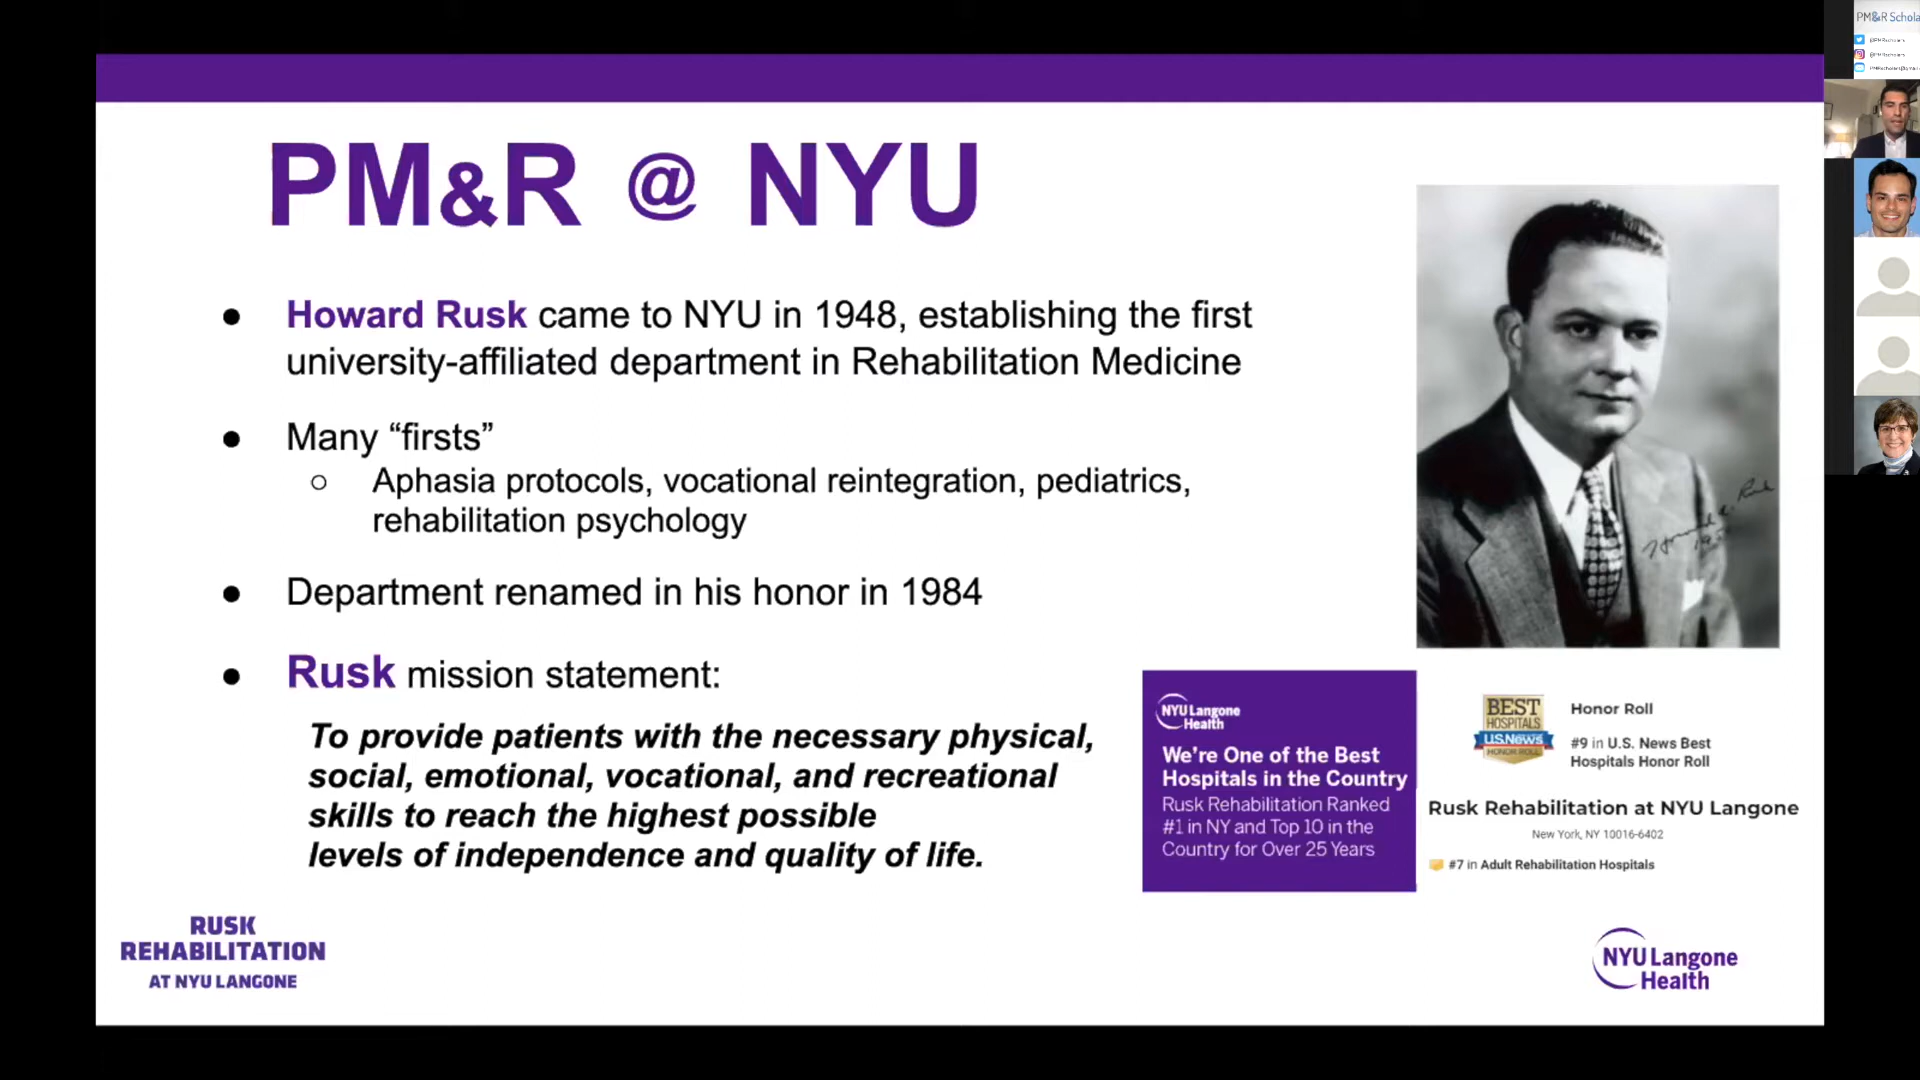 PM&R @ NYU
● Howard Rusk came to NYU in 1948, establishing the first
university-affiliated department in Rehabilitation Medicine
● Many “firsts”
○ Aphasia protocols, vocational reintegration, pediatrics,
rehabilitation psychology
● Department renamed in his honor in 1984
● Rusk mission statement:
To provide patients with the necessary physical,
social, emotional, vocational, and recreational
skills to reach the highest possible
levels of independence and quality of life.
NYU Langone
Health
We're One of the Best
Hospitals in the Country
Rusk Rehabilitation Ranked
#1 in NY and Top 10 in the
Country for Over 25 Years
BEST
HOSPITALS
U.S.News
HONOR ROLL
Honor Roll
#9 in U.S. News Best
Hospitals Honor Roll
Rusk Rehabilitation at NYU Langone
New York, NY 10016-6402
#7 in Adult Rehabilitation Hospitals
RUSK
REHABILITATION
AT NYU LANGONE
NYU Langone
Health
PM&R Schola